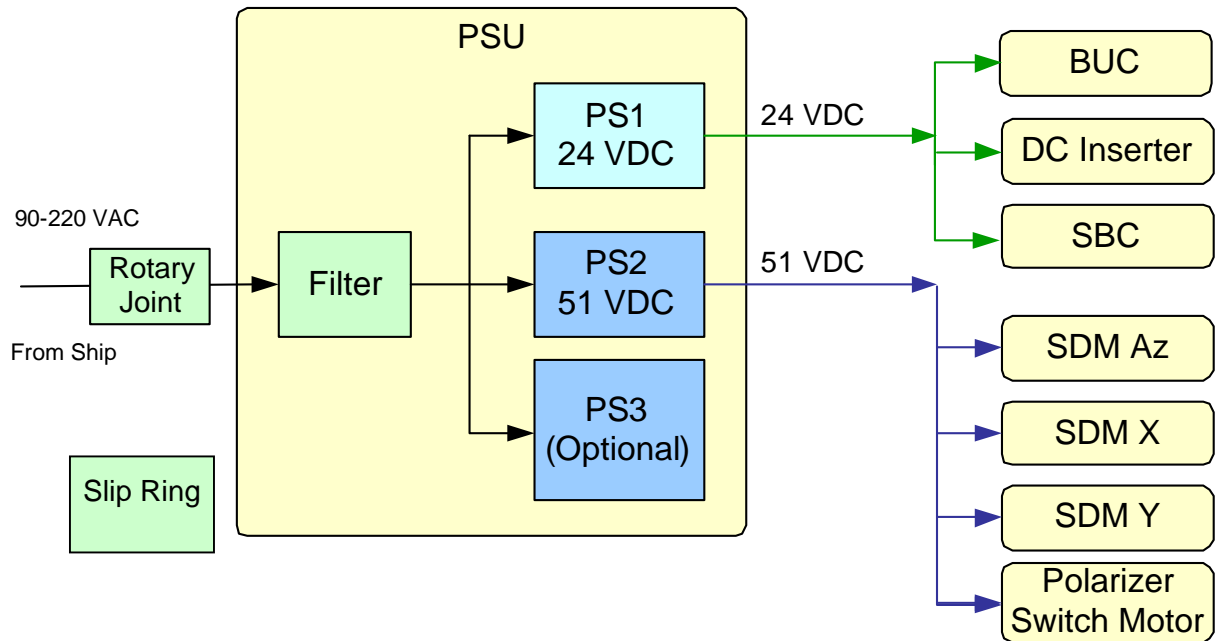 PSU
90-220 VAC
Rotary
Joint
From Ship
Slip Ring
Filter
PS1
24 VDC
PS2
51 VDC
PS3
(Optional)
24 VDC
51 VDC
BUC
DC Inserter
SBC
SDM Az
SDM X
SDM Y
Polarizer
Switch Motor